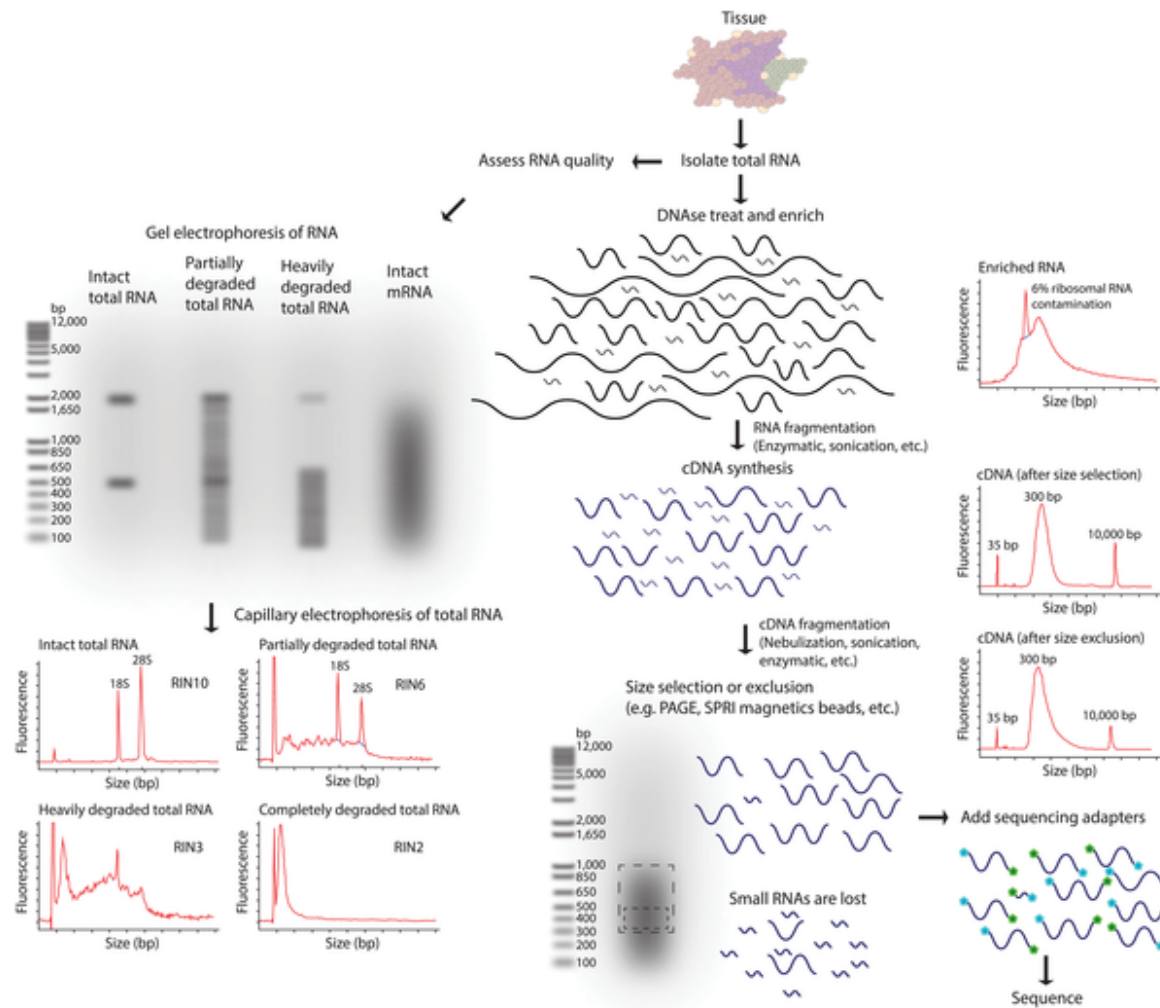 Tissue
Assess RNA quality
Isolate total RNA
DNAse treat and enrich
Gel electrophoresis of RNA
Intact
total RNA
Partially
degraded
total RNA
Heavily
degraded
total RNA
Intact
mRNA
bp
12,000
5,000
2,000
1,650
1,000
850
650
500
400
300
200
100
Enriched RNA
6% ribosomal RNA
contamination
Fluorescence
Size (bp)
RNA fragmentation
(Enzymatic, sonication, etc.)
cDNA synthesis
cDNA (after size selection)
300 bp
35 bp
10,000 bp
Fluorescence
Size (bp)
Capillary electrophoresis of total RNA
Intact total RNA
28S
18S
RIN10
Fluorescence
Size (bp)
Partially degraded total RNA
18S
28S
RIN6
Fluorescence
Size (bp)
Heavily degraded total RNA
RIN3
Fluorescence
Size (bp)
Completely degraded total RNA
RIN2
Fluorescence
Size (bp)
cDNA fragmentation
(Nebulization, sonication,
enzymatic, etc.)
cDNA (after size exclusion)
300 bp
35 bp
10,000 bp
Fluorescence
Size (bp)
Size selection or exclusion
(e.g. PAGE, SPRI magnetics beads, etc.)
bp
12,000
5,000
2,000
1,650
1,000
850
650
500
400
300
200
100
Small RNAs are lost
Add sequencing adapters
Sequence